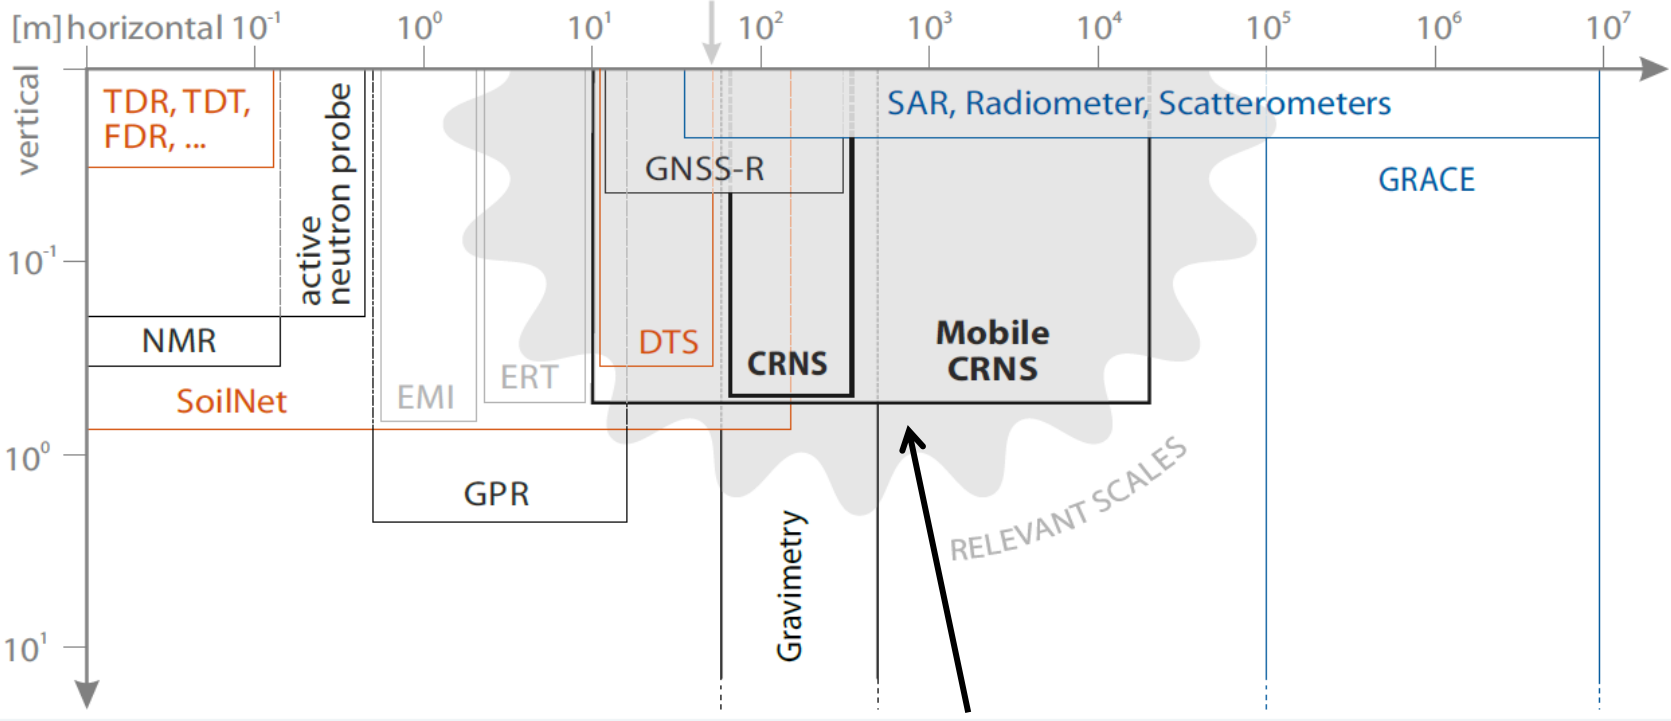 [m] horizontal 10⁻¹ 10⁰ 10¹ 10² 10³ 10⁴ 10⁵ 10⁶ 10⁷
vertical
10⁻¹
10⁰
10¹
TDR, TDT,
FDR, ...
active
neutron probe
NMR
SoilNet
EMI
ERT
GPR
GNSS-R
DTS
CRNS
Mobile
CRNS
SAR, Radiometer, Scatterometers
GRACE
Gravimetry
RELEVANT SCALES